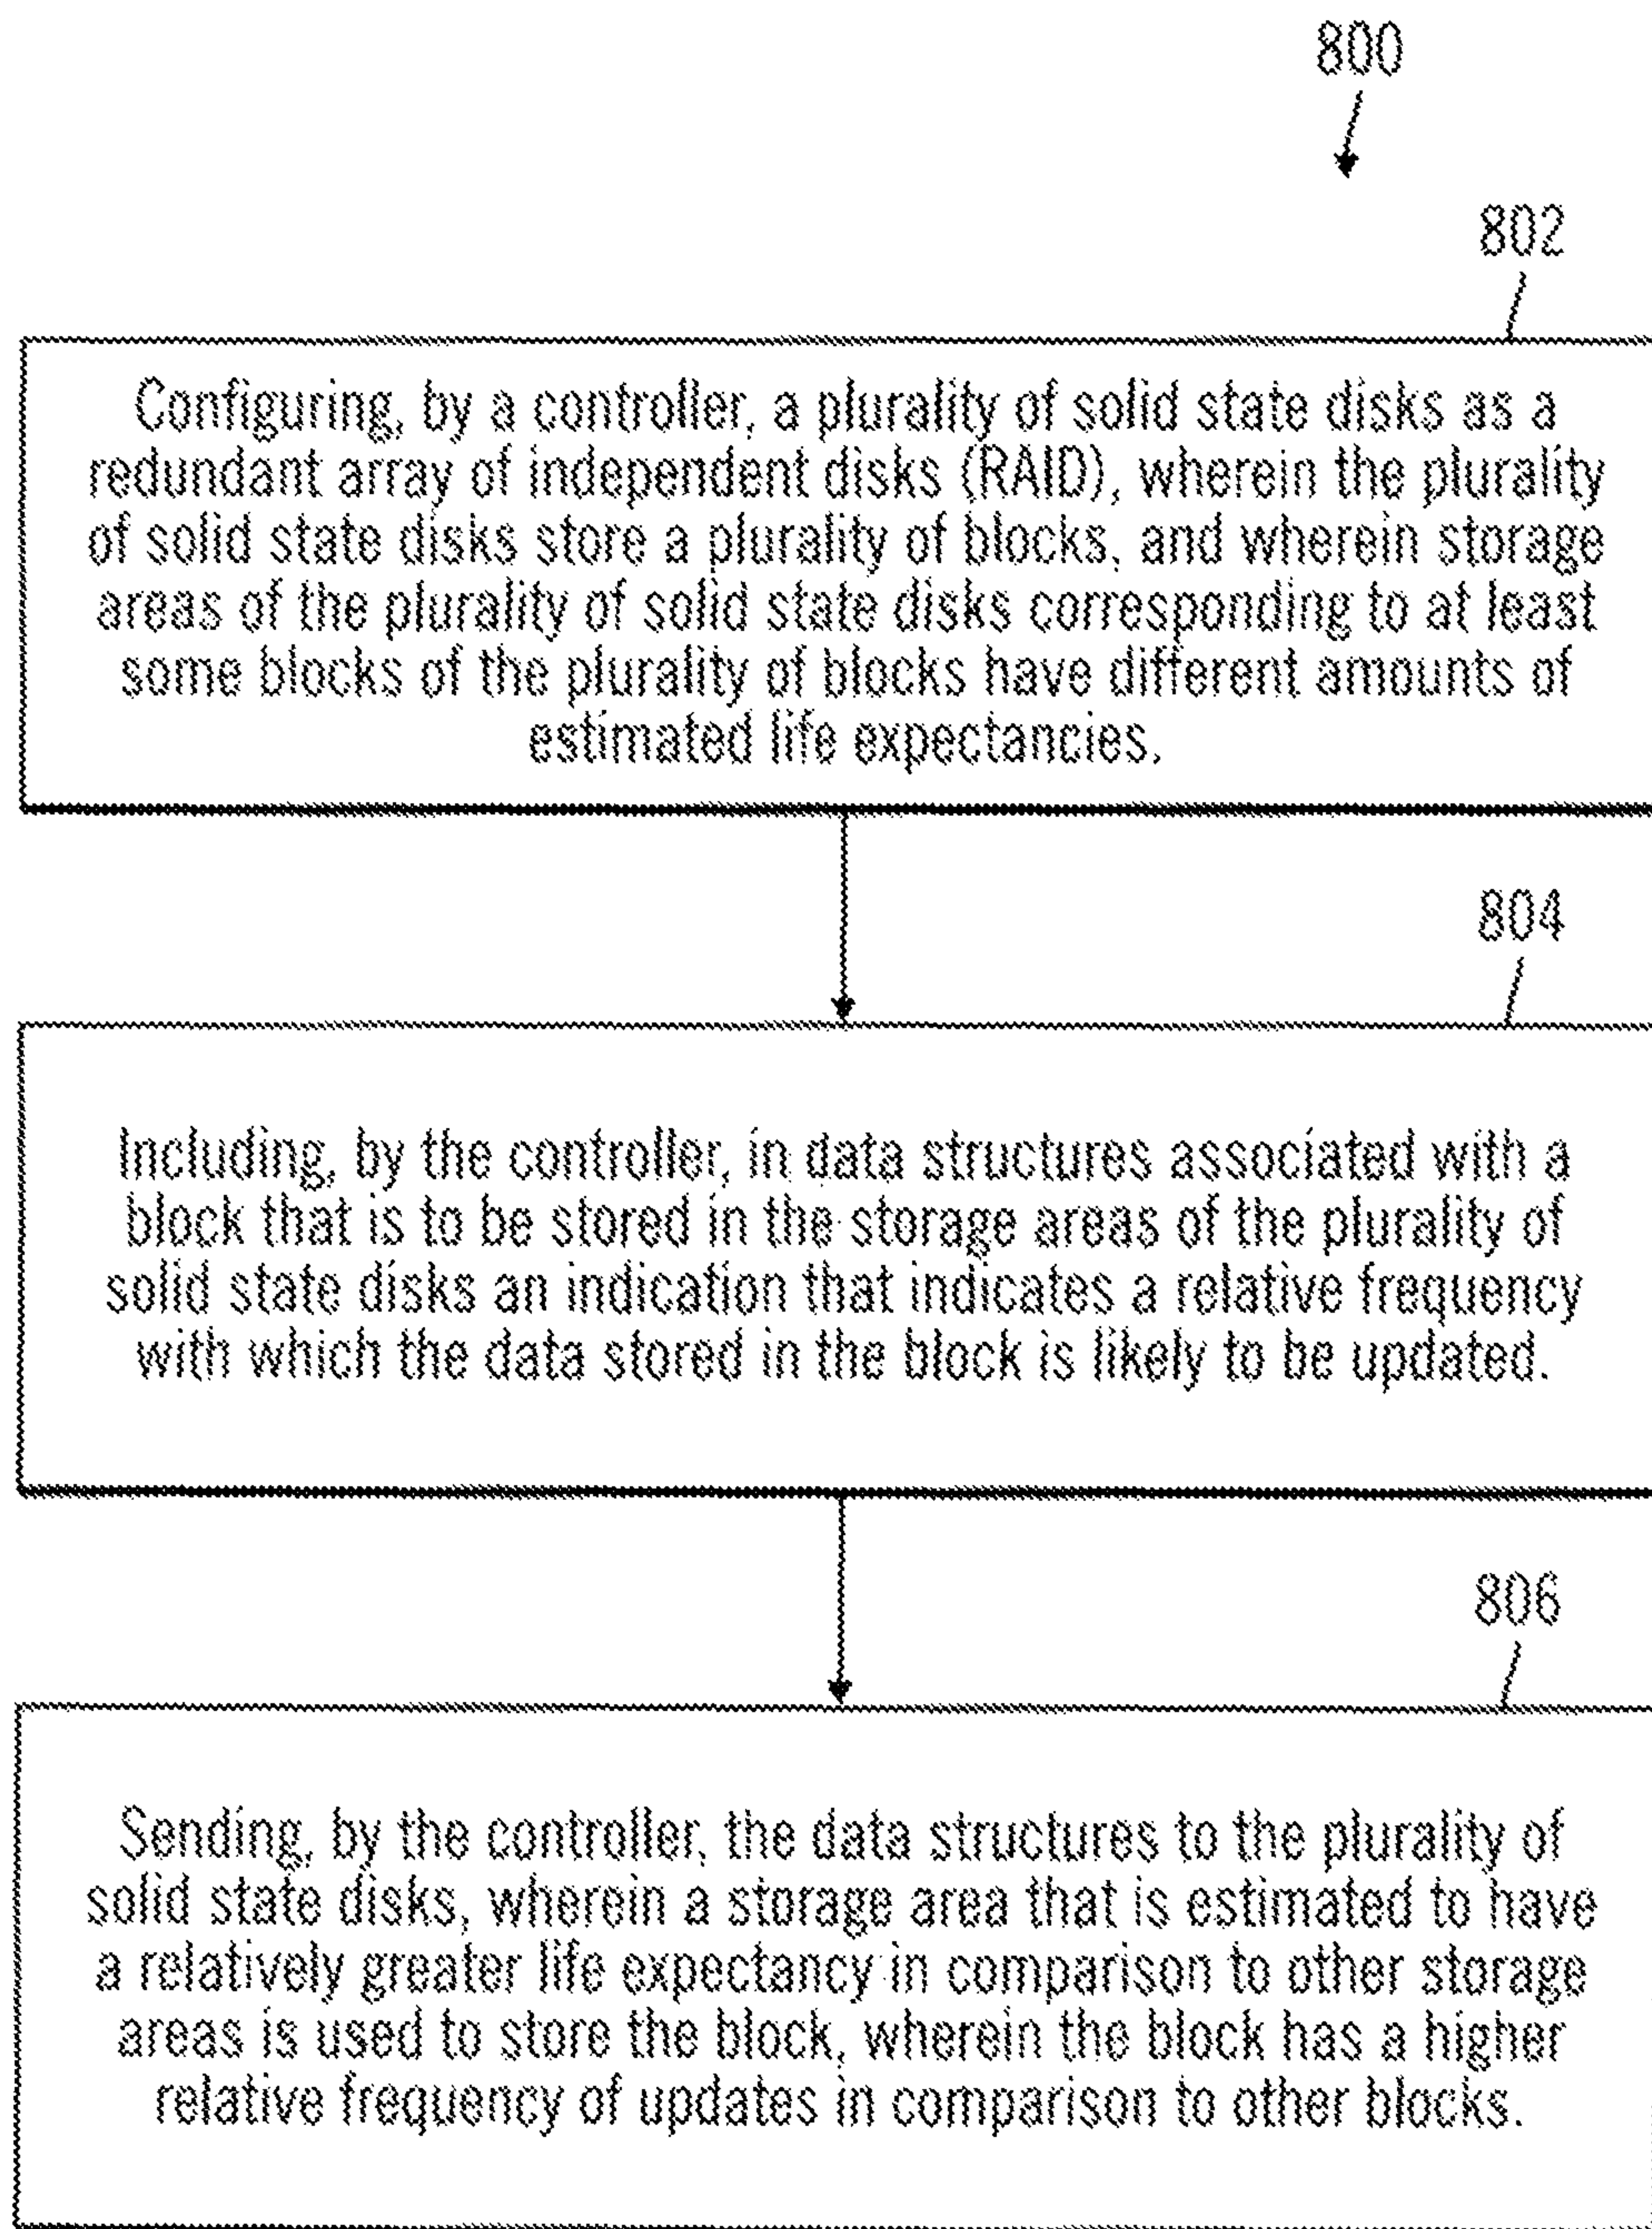 800
802
Configuring, by a controller, a plurality of solid state disks as a
redundant array of independent disks (RAID), wherein the plurality
of solid state disks store a plurality of blocks, and wherein storage
areas of the plurality of solid state disks corresponding to at least
some blocks of the plurality of blocks have different amounts of
estimated life expectancies.
804
Including, by the controller, in data structures associated with a
block that is to be stored in the storage areas of the plurality of
solid state disks an indication that indicates a relative frequency
with which the data stored in the block is likely to be updated.
806
Sending, by the controller, the data structures to the plurality of
solid state disks, wherein a storage area that is estimated to have
a relatively greater life expectancy in comparison to other storage
areas is used to store the block, wherein the block has a higher
relative frequency of updates in comparison to other blocks.